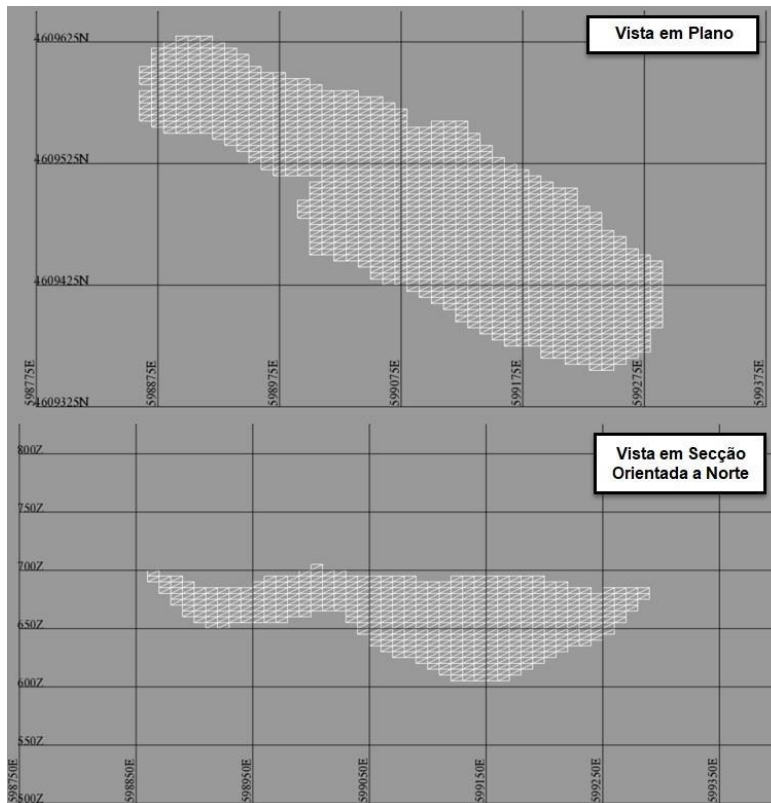 4609625N
Vista em Plano
4609525N
4609425N
598775E
598875E
598975E
599075E
599175E
599275E
599375E
4609325N
800Z
Vista em Secção
Orientada a Norte
750Z
700Z
650Z
600Z
550Z
598750E
598850E
598950E
599050E
599150E
599250E
599350E
500Z